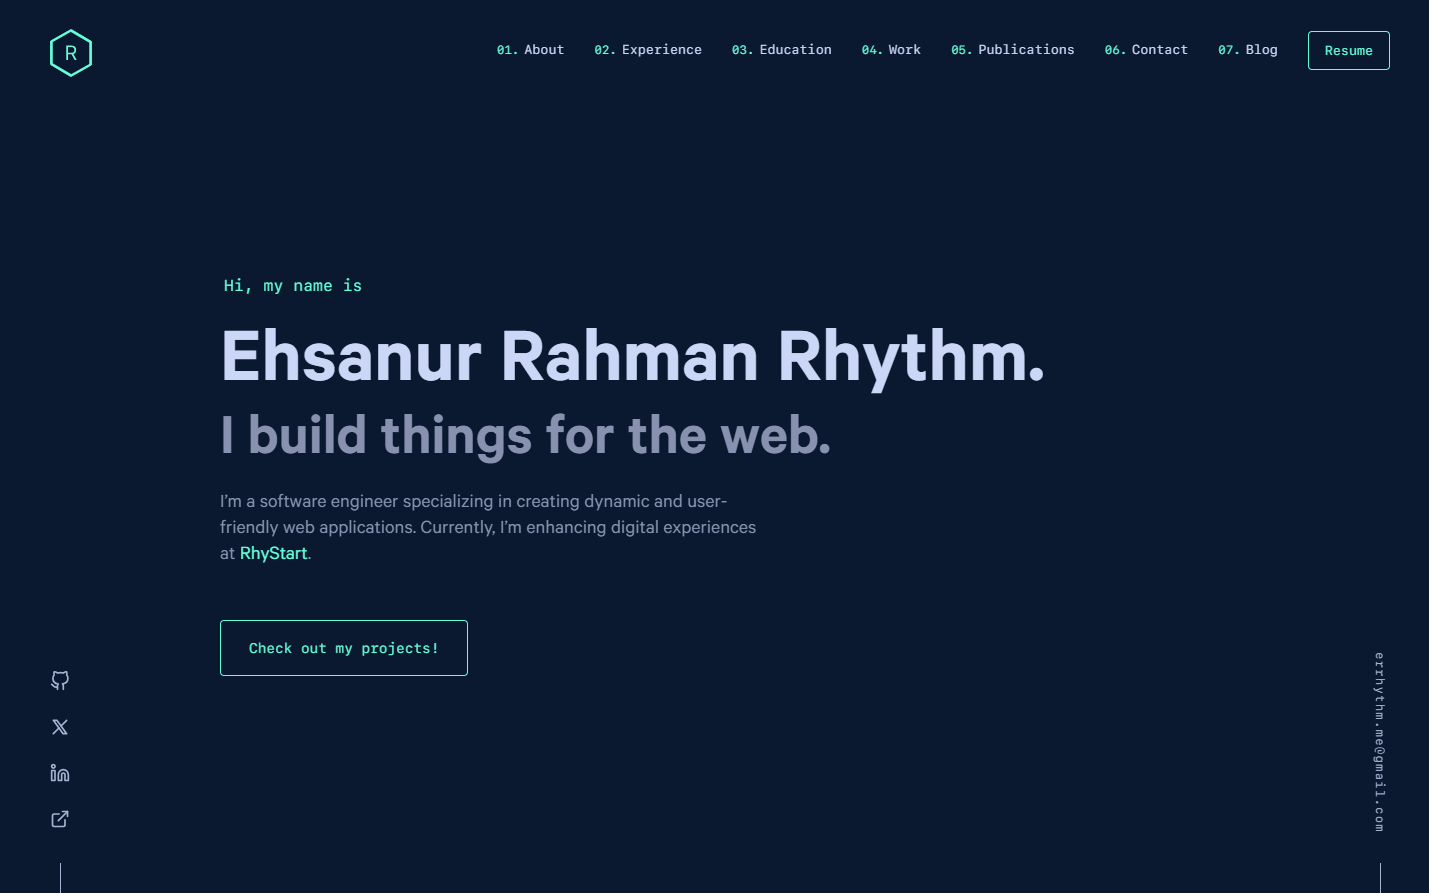 R
01. About 02. Experience 03. Education 04. Work 05. Publications 06. Contact 07. Blog Resume
Hi, my name is
Ehsanur Rahman Rhythm.
I build things for the web.
I’m a software engineer specializing in creating dynamic and user-
friendly web applications. Currently, I’m enhancing digital experiences
at RhyStart.
Check out my projects!
errhythm.me@gmail.com